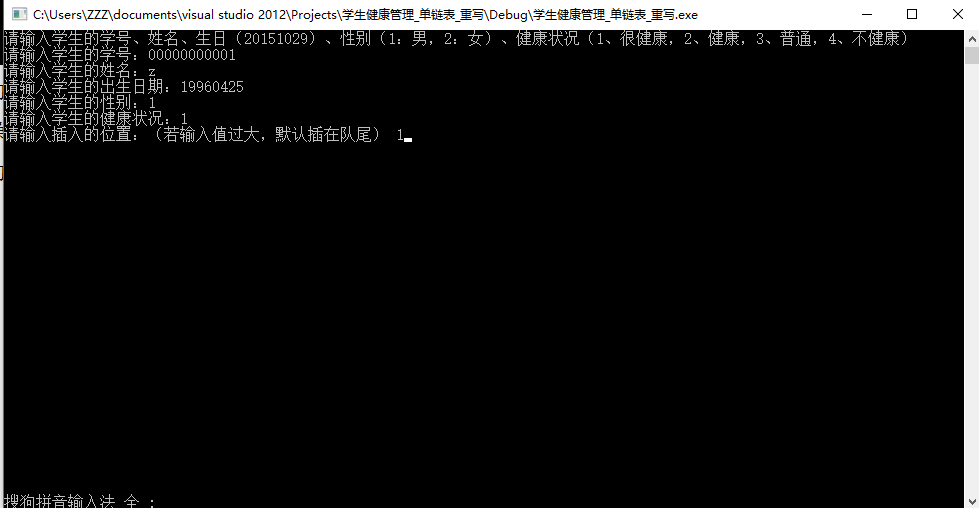 C:\Users\ZZZ\documents\visual studio 2012\Projects\学生健康管理_单链表_重写\Debug\学生健康管理_单链表_重写.exe
请输入学生的学号、姓名、生日（20151029）、性别（1：男，2：女）、健康状况（1、很健康，2、健康，3、普通，4、不健康）
请输入学生的学号：00000000001
请输入学生的姓名：z
请输入学生的出生日期：19960425
请输入学生的性别：1
请输入学生的健康状况：1
请输入插入的位置：（若输入值过大，默认插在队尾） 1
搜狗拼音输入法 全 :